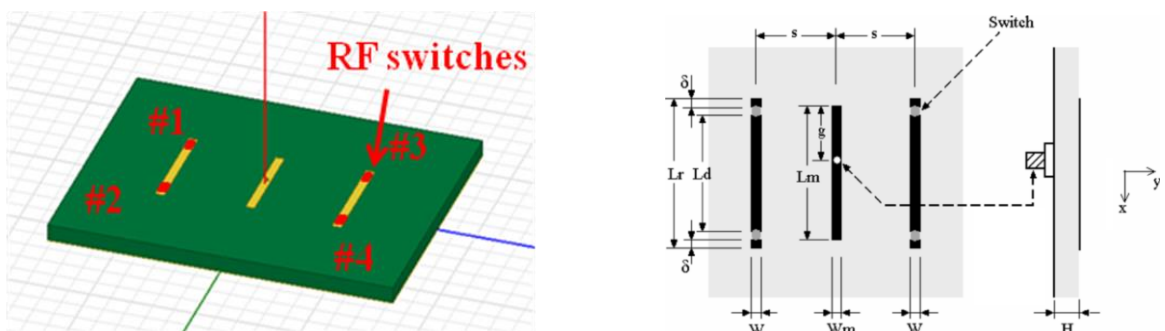 RF switches
#1
#3
#2
#4
s s
Switch
δ
g
Lr Ld Lm
y
x
δ
W Wm W H